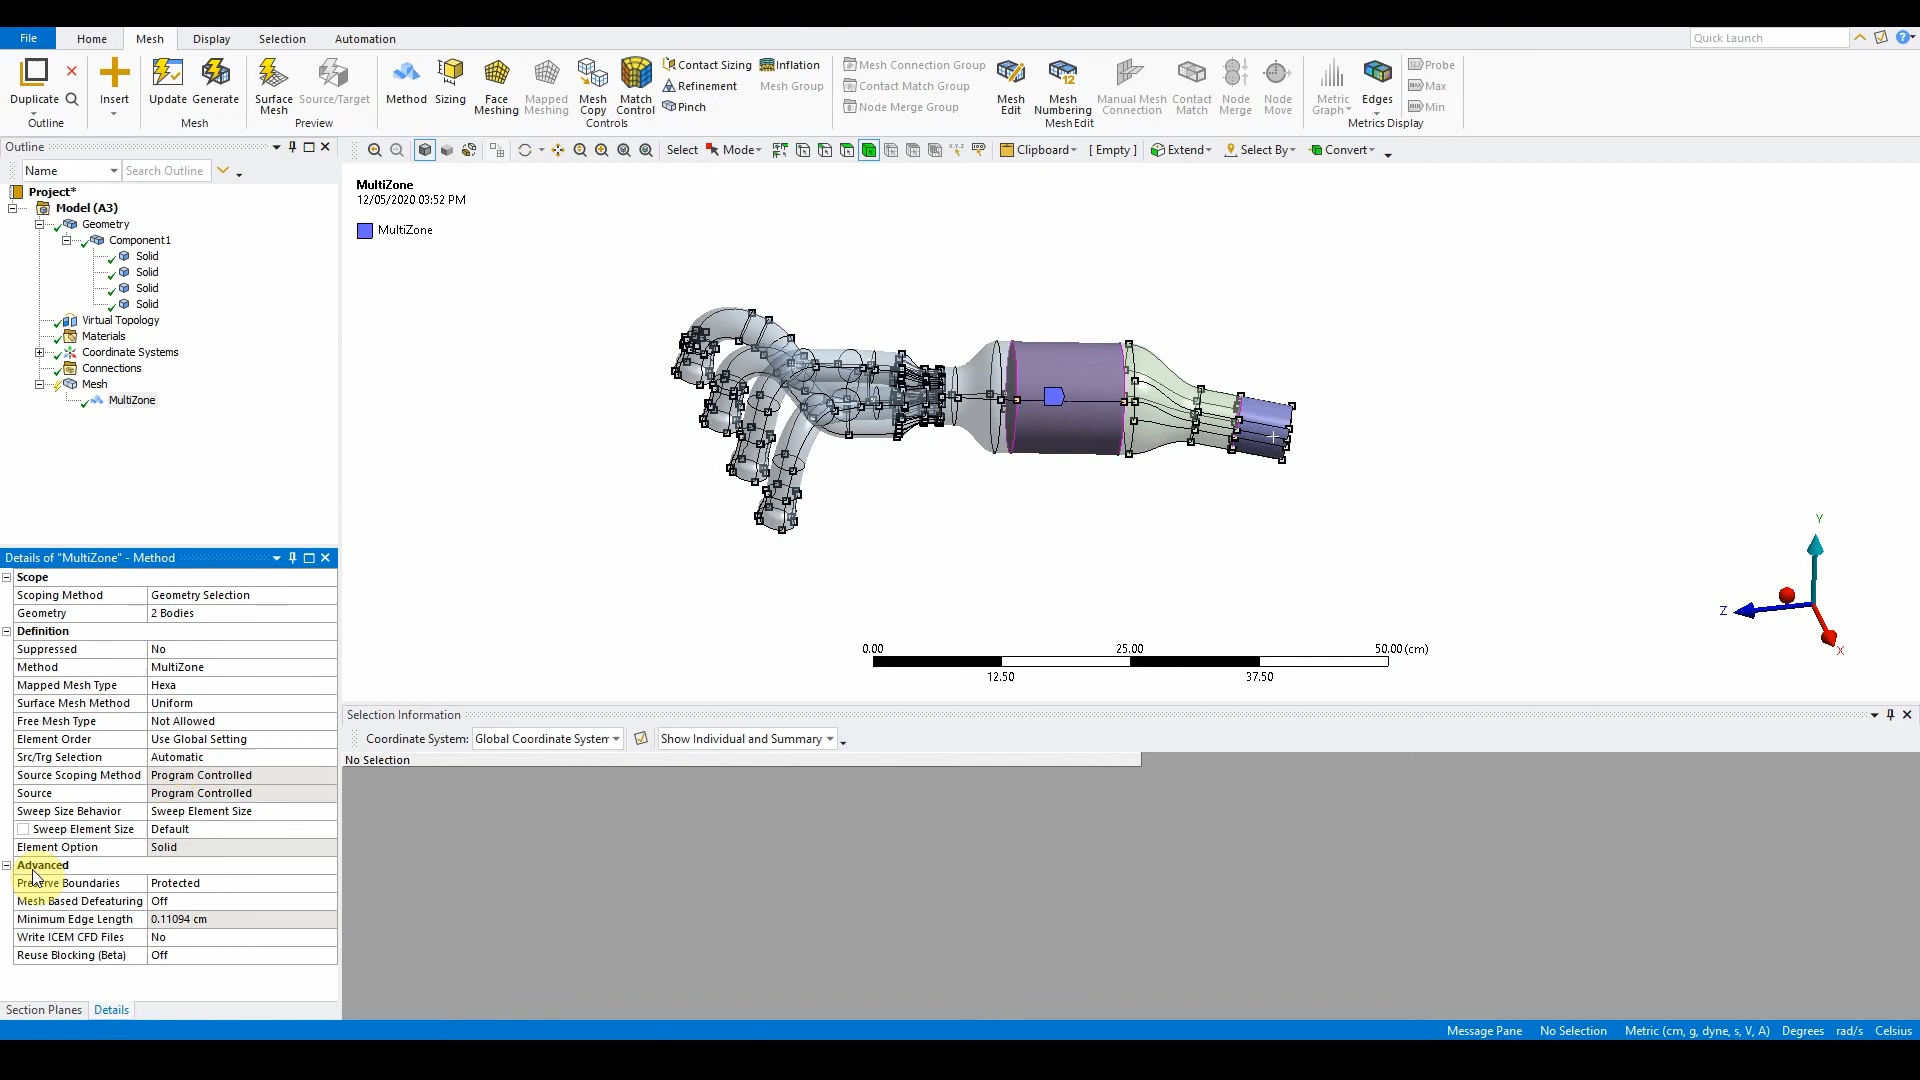 File Home Mesh Display Selection Automation Quick Launch
Duplicate Insert Update Generate Surface Mesh Source/Target Method Sizing Face Meshing Mapped Meshing Mesh Copy Match Control Contact Sizing Inflation Refinement Mesh Group Pinch Mesh Connection Group Contact Match Group Node Merge Group Mesh Edit Mesh Numbering Manual Mesh Connection Contact Match Node Merge Node Move Metric Graph Edges Probe Max Min
Outline Mesh Preview Controls Mesh Edit Metrics Display
Outline
Select Mode Clipboard [ Empty ] Extend Select By Convert
Name Search Outline
Project*
Model (A3)
Geometry
Component1
Solid
Solid
Solid
Solid
Virtual Topology
Materials
Coordinate Systems
Connections
Mesh
MultiZone
MultiZone
12/05/2020 03:52 PM
MultiZone
Y
Z
X
0.00 25.00 50.00 (cm)
12.50 37.50
Details of "MultiZone" - Method
Scope
Scoping Method Geometry Selection
Geometry 2 Bodies
Definition
Suppressed No
Method MultiZone
Mapped Mesh Type Hexa
Surface Mesh Method Uniform
Free Mesh Type Not Allowed
Element Order Use Global Setting
Src/Trg Selection Automatic
Source Scoping Method Program Controlled
Source Program Controlled
Sweep Size Behavior Sweep Element Size
Sweep Element Size Default
Element Option Solid
Advanced
Preserve Boundaries Protected
Mesh Based Defeaturing Off
Minimum Edge Length 0.11094 cm
Write ICEM CFD Files No
Reuse Blocking (Beta) Off
Section Planes Details
Selection Information
Coordinate System: Global Coordinate System Show Individual and Summary
No Selection
Message Pane No Selection Metric (cm, g, dyne, s, V, A) Degrees rad/s Celsius